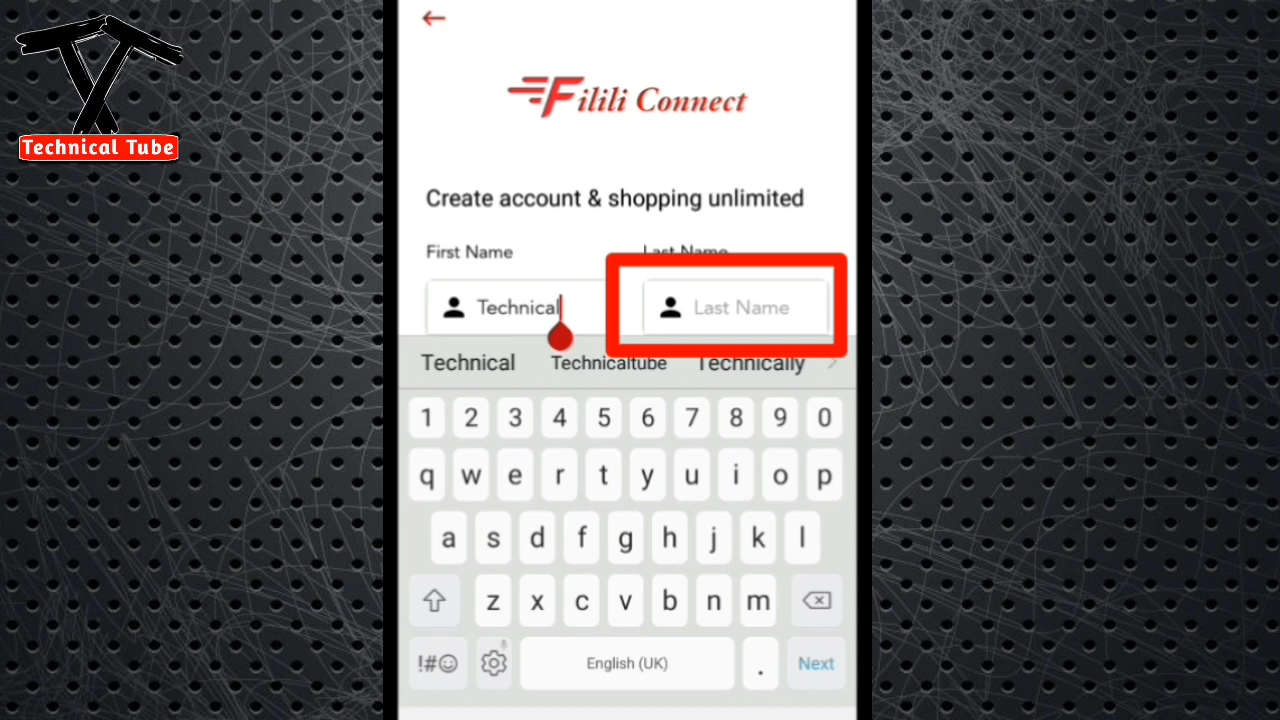 Technical Tube
Filili Connect
Create account & shopping unlimited
First Name Last Name
Technical Last Name
Technical Technicaltube Technically
1 2 3 4 5 6 7 8 9 0
q w e r t y u i o p
a s d f g h j k l
z x c v b n m
!#☺ English (UK) . Next